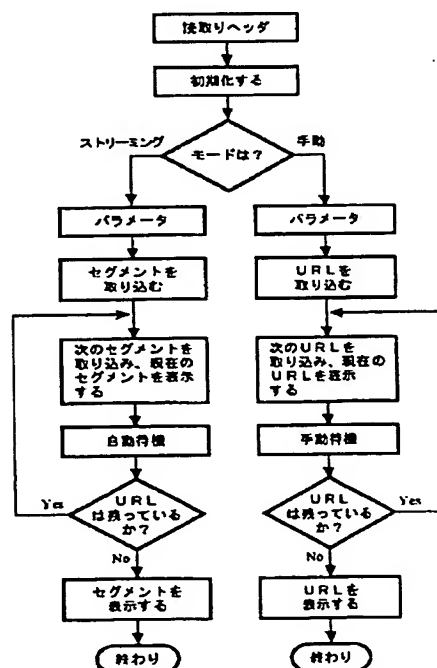 読取りヘッダ
初期化する
モードは？
ストリーミング
手動
パラメータ
セグメントを
取り込む
次のセグメントを
取り込み、現在の
セグメントを表示
する
自動待機
URL
は残っている
か？
Yes
No
セグメントを
表示する
終わり
パラメータ
URLを
取り込む
次のURLを
取り込み、現在の
URLを表示
する
手動待機
URL
は残っている
か？
Yes
No
URLを
表示する
終わり